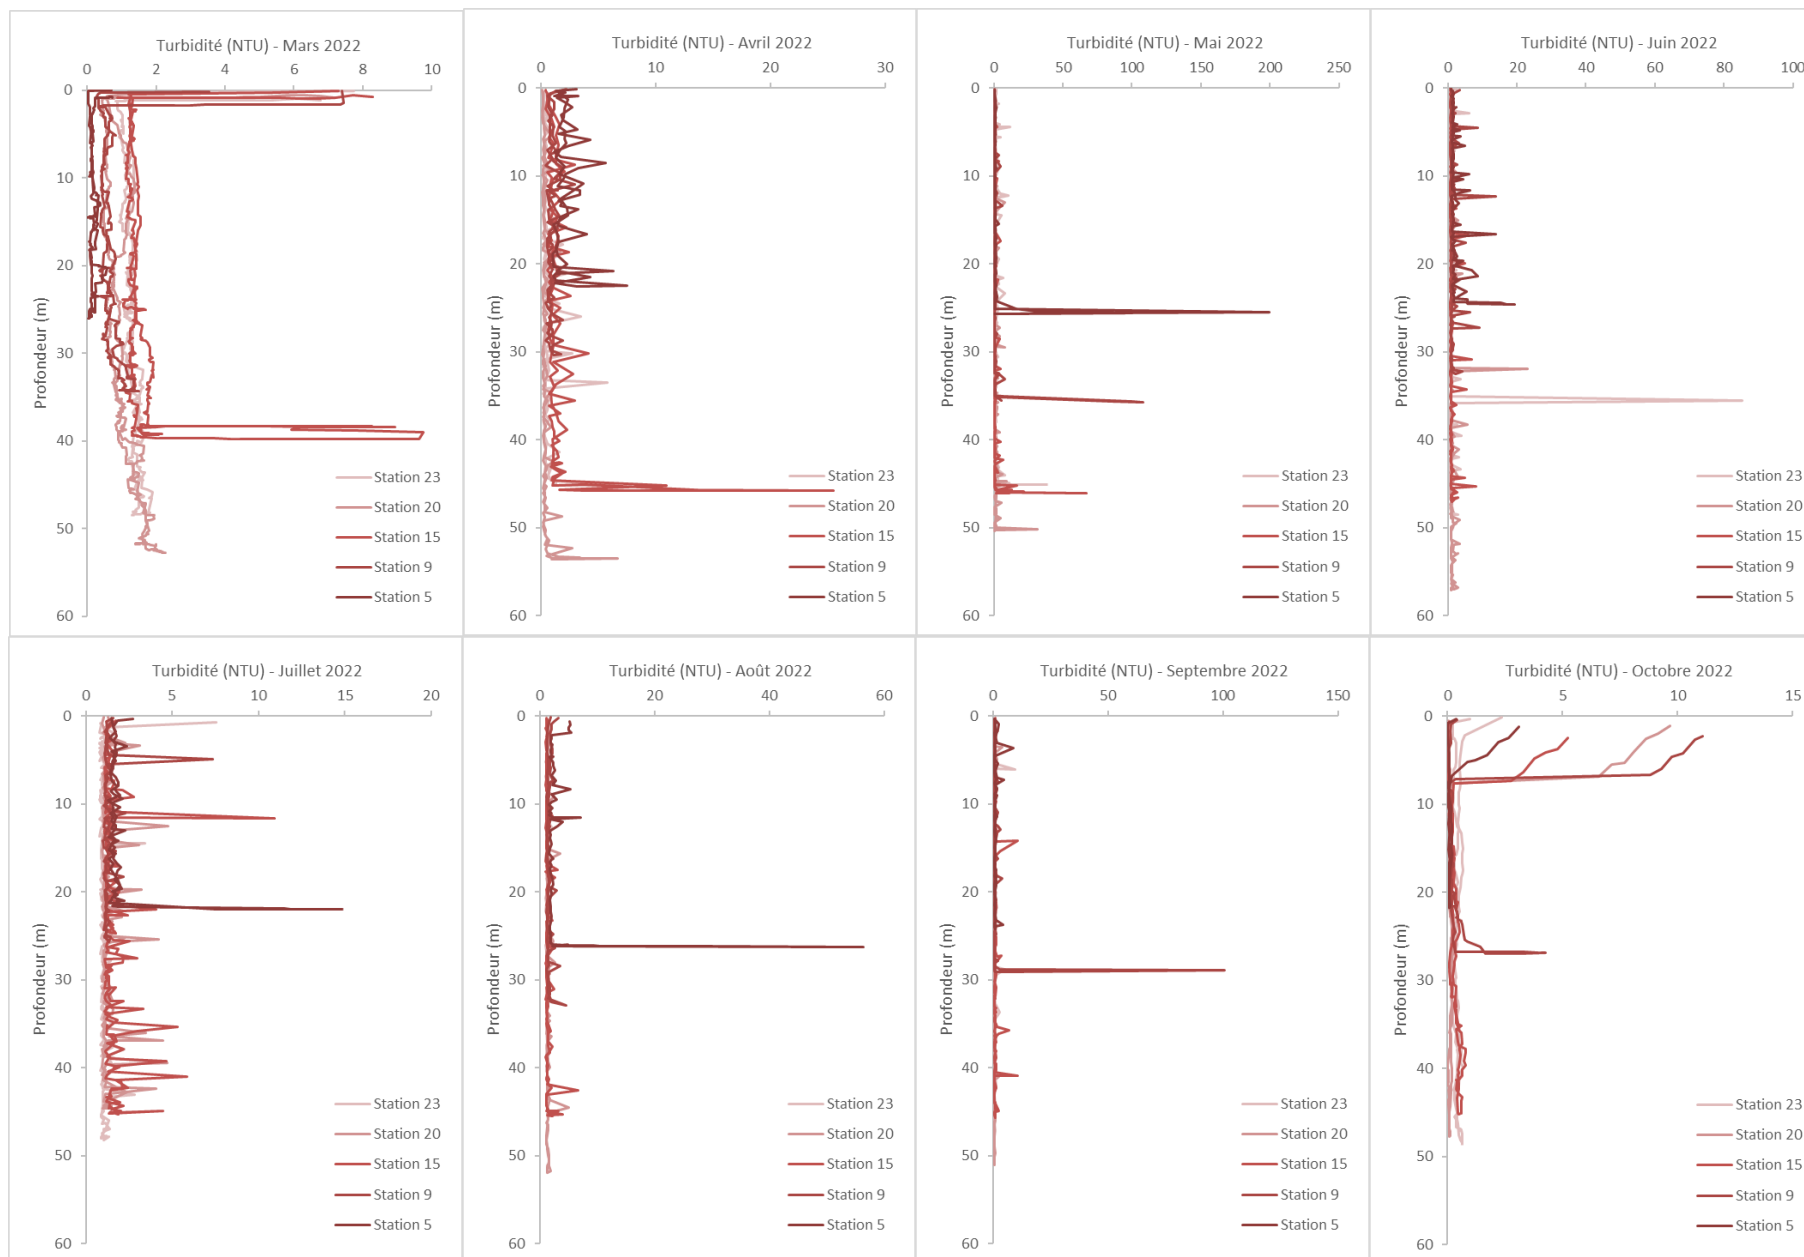 Turbidité (NTU) - Mars 2022
0 2 4 6 8 10
0
10
20
30
40
50
60
Profondeur (m)
Station 23
Station 20
Station 15
Station 9
Station 5
Turbidité (NTU) - Avril 2022
0 10 20 30
0
10
20
30
40
50
60
Profondeur (m)
Station 23
Station 20
Station 15
Station 9
Station 5
Turbidité (NTU) - Mai 2022
0 50 100 150 200 250
0
10
20
30
40
50
60
Profondeur (m)
Station 23
Station 20
Station 15
Station 9
Station 5
Turbidité (NTU) - Juin 2022
0 20 40 60 80 100
0
10
20
30
40
50
60
Profondeur (m)
Station 23
Station 20
Station 15
Station 9
Station 5
Turbidité (NTU) - Juillet 2022
0 5 10 15 20
0
10
20
30
40
50
60
Profondeur (m)
Station 23
Station 20
Station 15
Station 9
Station 5
Turbidité (NTU) - Août 2022
0 20 40 60
0
10
20
30
40
50
60
Profondeur (m)
Station 23
Station 20
Station 15
Station 9
Station 5
Turbidité (NTU) - Septembre 2022
0 50 100 150
0
10
20
30
40
50
60
Profondeur (m)
Station 23
Station 20
Station 15
Station 9
Station 5
Turbidité (NTU) - Octobre 2022
0 5 10 15
0
10
20
30
40
50
60
Profondeur (m)
Station 23
Station 20
Station 15
Station 9
Station 5